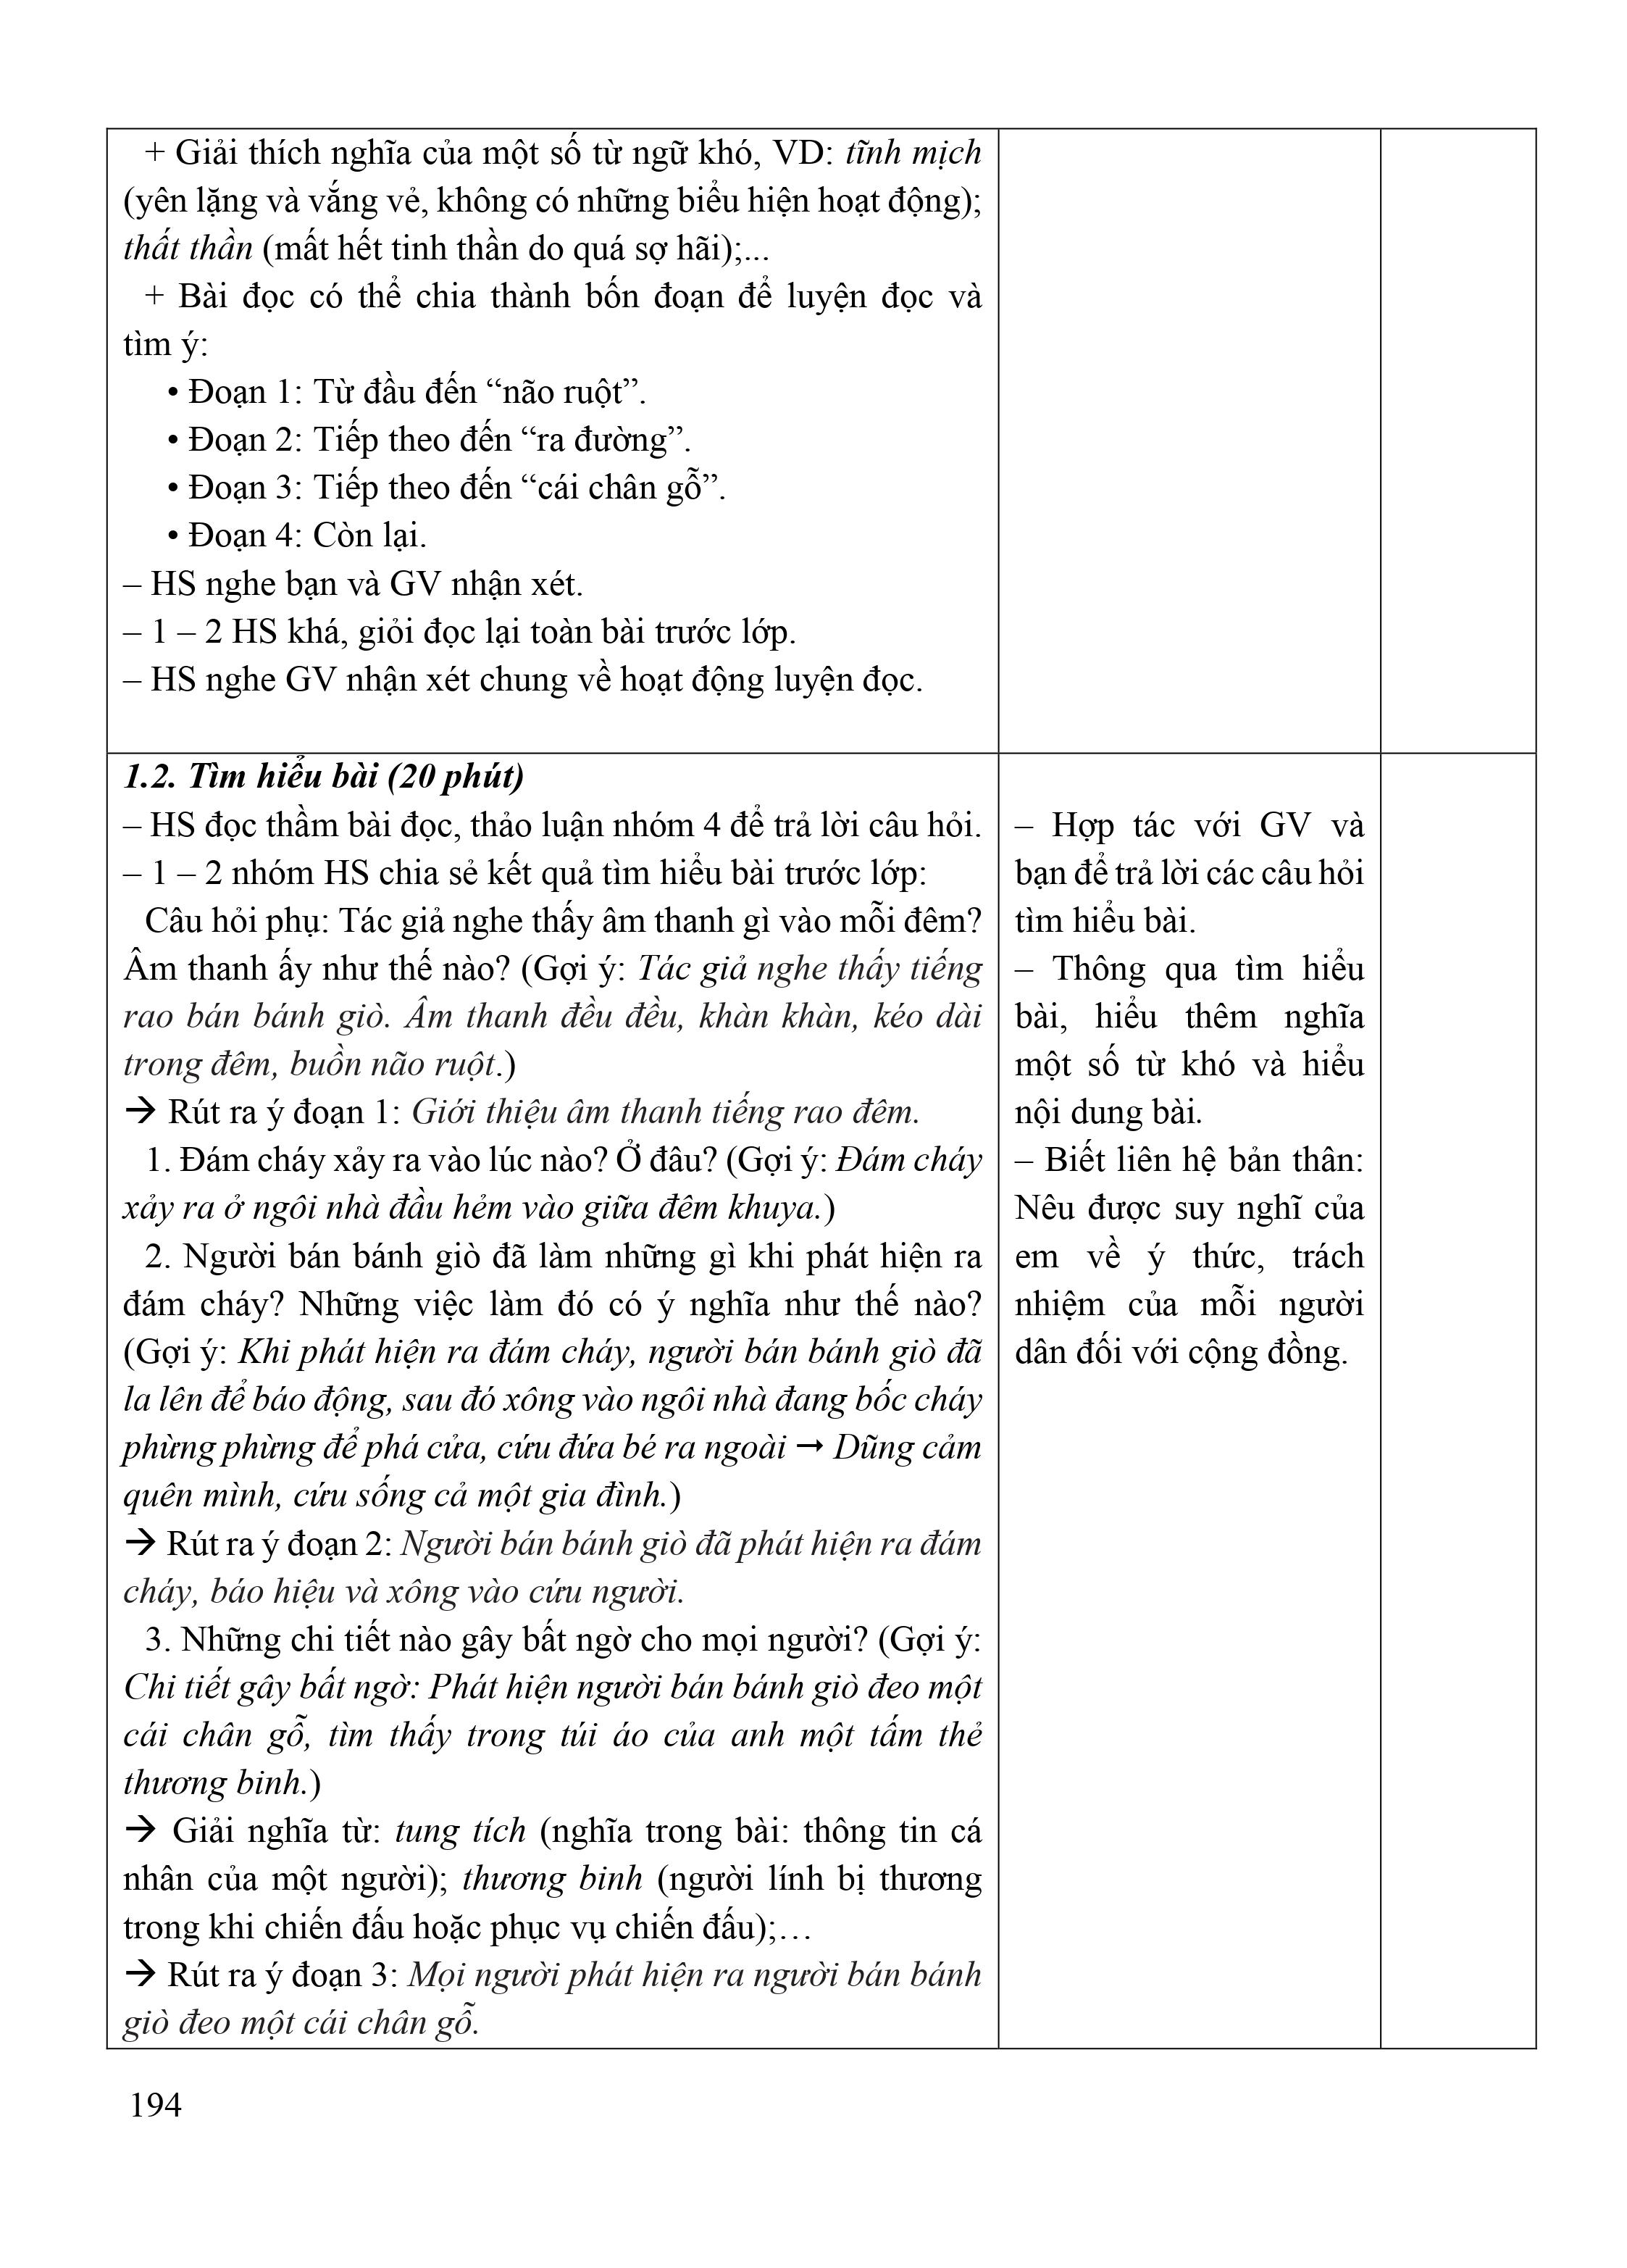 + Giải thích nghĩa của một số từ ngữ khó, VD: tĩnh mịch
(yên lặng và vắng vẻ, không có những biểu hiện hoạt động);
thất thần (mất hết tinh thần do quá sợ hãi);...
+ Bài đọc có thể chia thành bốn đoạn để luyện đọc và
tìm ý:
• Đoạn 1: Từ đầu đến “não ruột”.
• Đoạn 2: Tiếp theo đến “ra đường”.
• Đoạn 3: Tiếp theo đến “cái chân gỗ”.
• Đoạn 4: Còn lại.
– HS nghe bạn và GV nhận xét.
– 1 – 2 HS khá, giỏi đọc lại toàn bài trước lớp.
– HS nghe GV nhận xét chung về hoạt động luyện đọc.
1.2. Tìm hiểu bài (20 phút)
– HS đọc thầm bài đọc, thảo luận nhóm 4 để trả lời câu hỏi.
– 1 – 2 nhóm HS chia sẻ kết quả tìm hiểu bài trước lớp:
Câu hỏi phụ: Tác giả nghe thấy âm thanh gì vào mỗi đêm?
Âm thanh ấy như thế nào? (Gợi ý: Tác giả nghe thấy tiếng
rao bán bánh giò. Âm thanh đều đều, khàn khàn, kéo dài
trong đêm, buồn não ruột.)
→ Rút ra ý đoạn 1: Giới thiệu âm thanh tiếng rao đêm.
1. Đám cháy xảy ra vào lúc nào? Ở đâu? (Gợi ý: Đám cháy
xảy ra ở ngôi nhà đầu hẻm vào giữa đêm khuya.)
2. Người bán bánh giò đã làm những gì khi phát hiện ra
đám cháy? Những việc làm đó có ý nghĩa như thế nào?
(Gợi ý: Khi phát hiện ra đám cháy, người bán bánh giò đã
la lên để báo động, sau đó xông vào ngôi nhà đang bốc cháy
phừng phừng để phá cửa, cứu đứa bé ra ngoài → Dũng cảm
quên mình, cứu sống cả một gia đình.)
→ Rút ra ý đoạn 2: Người bán bánh giò đã phát hiện ra đám
cháy, báo hiệu và xông vào cứu người.
3. Những chi tiết nào gây bất ngờ cho mọi người? (Gợi ý:
Chi tiết gây bất ngờ: Phát hiện người bán bánh giò đeo một
cái chân gỗ, tìm thấy trong túi áo của anh một tấm thẻ
thương binh.)
→ Giải nghĩa từ: tung tích (nghĩa trong bài: thông tin cá
nhân của một người); thương binh (người lính bị thương
trong khi chiến đấu hoặc phục vụ chiến đấu);…
→ Rút ra ý đoạn 3: Mọi người phát hiện ra người bán bánh
giò đeo một cái chân gỗ.
– Hợp tác với GV và
bạn để trả lời các câu hỏi
tìm hiểu bài.
– Thông qua tìm hiểu
bài, hiểu thêm nghĩa
một số từ khó và hiểu
nội dung bài.
– Biết liên hệ bản thân:
Nêu được suy nghĩ của
em về ý thức, trách
nhiệm của mỗi người
dân đối với cộng đồng.
194